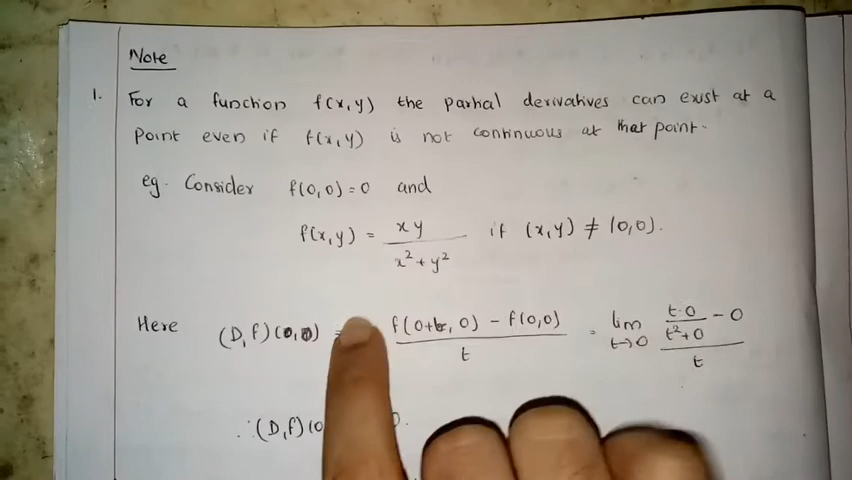 Note
1. For a function f(x,y) the partial derivatives can exist at a
point even if f(x,y) is not continuous at that point.
eg. Consider f(0,0)=0 and
f(x,y) = xy / x² + y² if (x,y) ≠ (0,0).
Here (D,f)(0,0) = f(0+t, 0) - f(0,0) / t = lim t→0 t·0 / t²+0 - 0 / t
∴(D,f)(0 0.